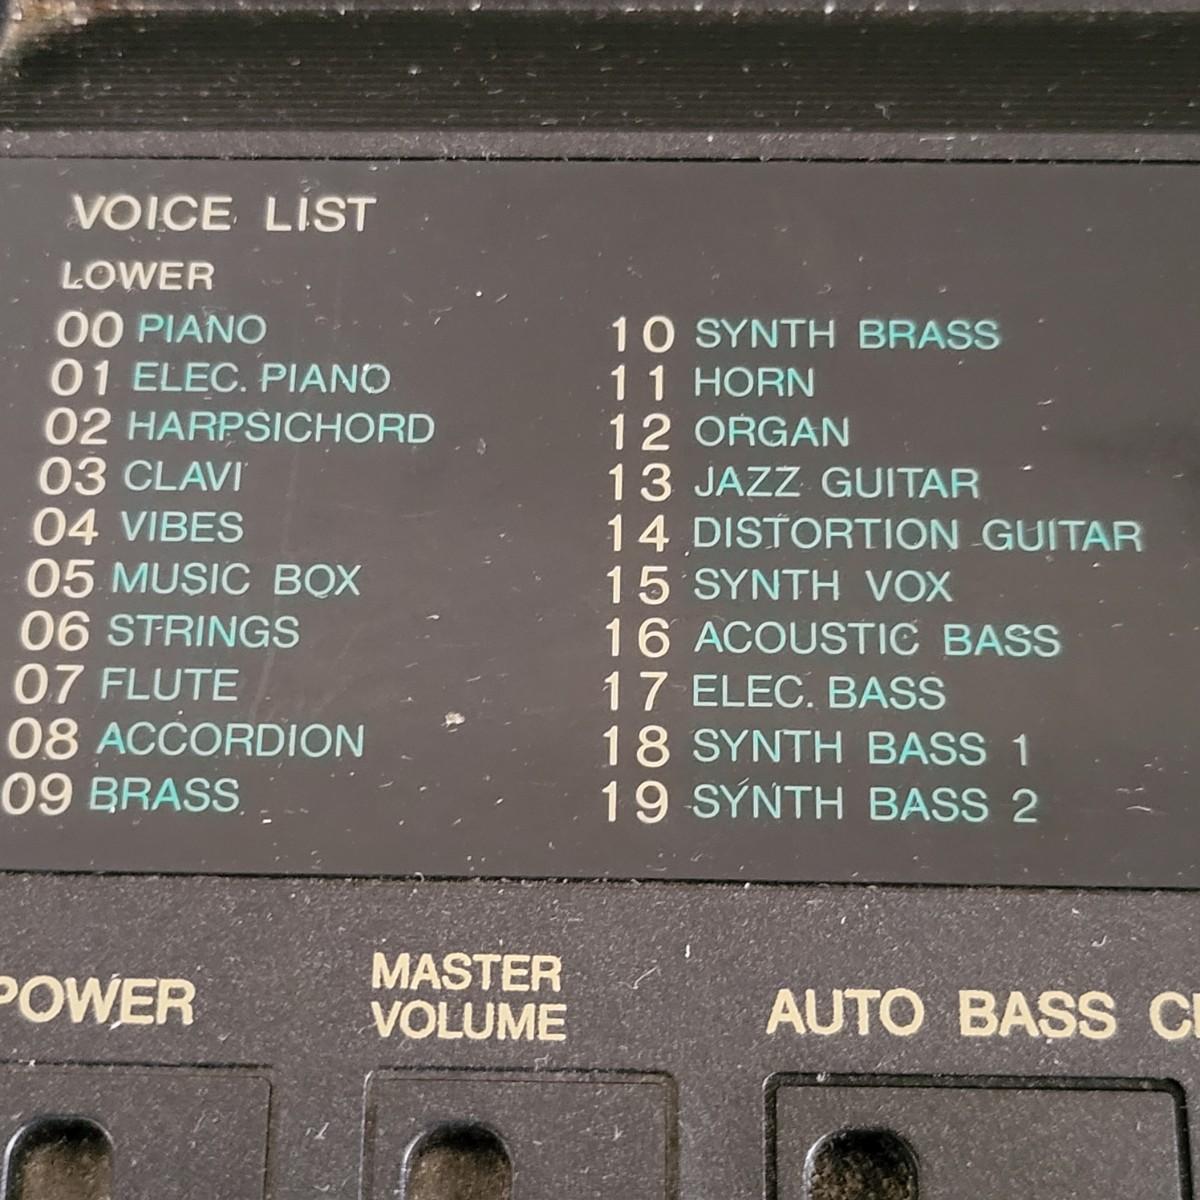 VOICE LIST
LOWER
00 PIANO
01 ELEC. PIANO
02 HARPSICHORD
03 CLAVI
04 VIBES
05 MUSIC BOX
06 STRINGS
07 FLUTE
08 ACCORDION
09 BRASS
10 SYNTH BRASS
11 HORN
12 ORGAN
13 JAZZ GUITAR
14 DISTORTION GUITAR
15 SYNTH VOX
16 ACOUSTIC BASS
17 ELEC. BASS
18 SYNTH BASS 1
19 SYNTH BASS 2
POWER
MASTER
VOLUME
AUTO BASS